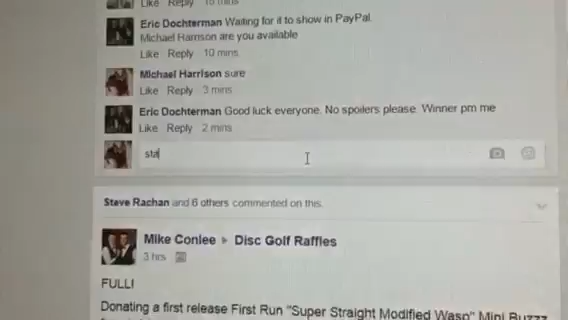 Like Reply 15 mins
Eric Dochterman Waiting for it to show in PayPal.
Michael Harrison are you available
Like Reply 10 mins
Michael Harrison sure
Like Reply 3 mins
Eric Dochterman Good luck everyone. No spoilers please. Winner pm me
Like Reply 2 mins
sta
Steve Rachan and 6 others commented on this.
Mike Conlee ▸ Disc Golf Raffles
3 hrs
FULL!
Donating a first release First Run "Super Straight Modified Wasp" Mini Buzzz